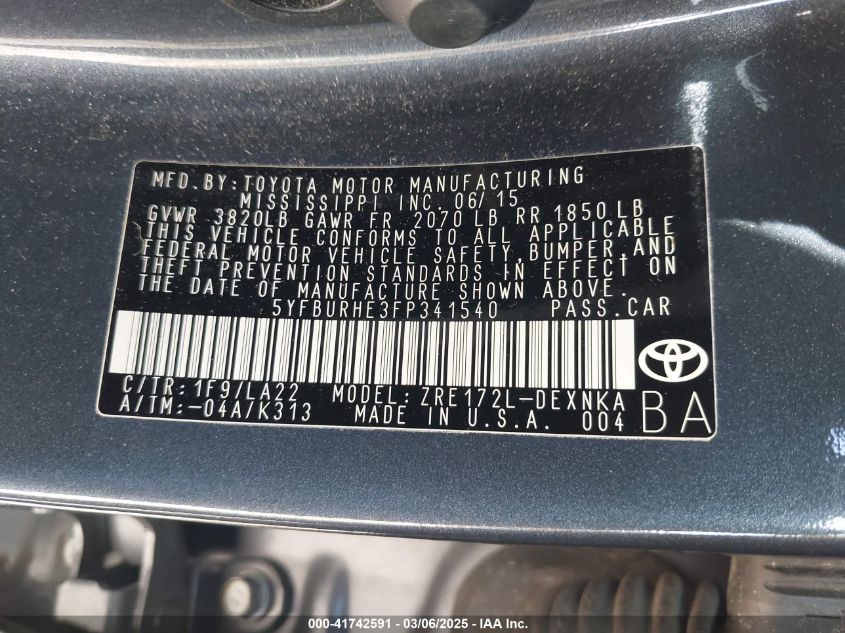 MFD.BY:TOYOTA MOTOR MANUFACTURING
MISSISSIPPI INC. 06/15
GVWR 3820LB GAWR FR 2070 LB RR 1850 LB
THIS VEHICLE CONFORMS TO ALL APPLICABLE
FEDERAL MOTOR VEHICLE SAFETY,BUMPER,AND
THEFT PREVENTION STANDARDS IN EFFECT ON
THE DATE OF MANUFACTURE SHOWN ABOVE.
5YFBURHE3FP341540 PASS.CAR
C/TR:1F9/LA22 MODEL:ZRE172L-DEXNKA
A/TM:-04A/K313 MADE IN U.S.A. 004
BA
000-41742591 - 03/06/2025 - IAA Inc.